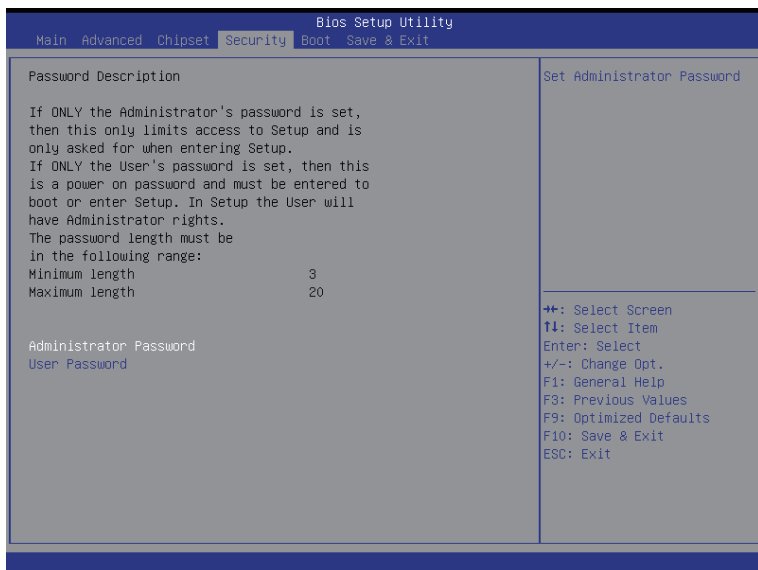 Bios Setup Utility
Main Advanced Chipset Security Boot Save & Exit
Password Description
If ONLY the Administrator's password is set,
then this only limits access to Setup and is
only asked for when entering Setup.
If ONLY the User's password is set, then this
is a power on password and must be entered to
boot or enter Setup. In Setup the User will
have Administrator rights.
The password length must be
in the following range:
Minimum length 3
Maximum length 20
Administrator Password
User Password
Set Administrator Password
→←: Select Screen
↑↓: Select Item
Enter: Select
+/-: Change Opt.
F1: General Help
F3: Previous Values
F9: Optimized Defaults
F10: Save & Exit
ESC: Exit